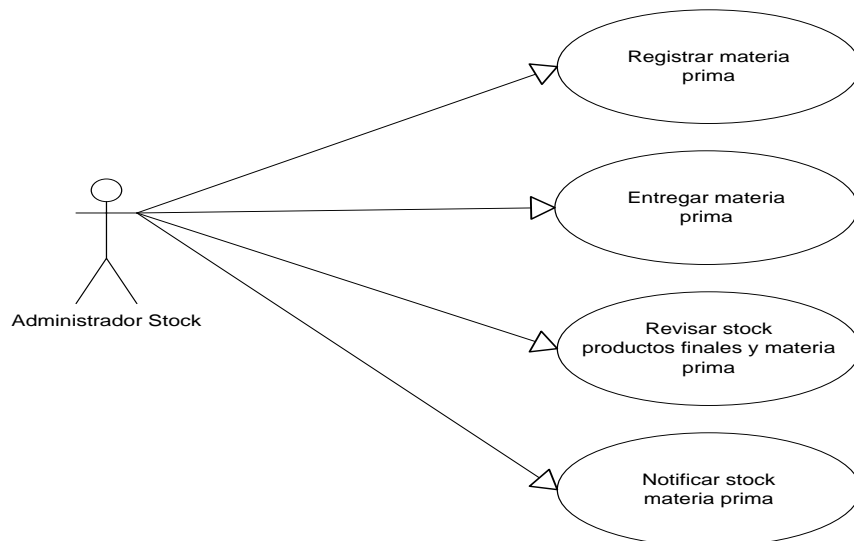 Registrar materia
prima
Entregar materia
prima
Administrador Stock
Revisar stock
productos finales y materia
prima
Notificar stock
materia prima